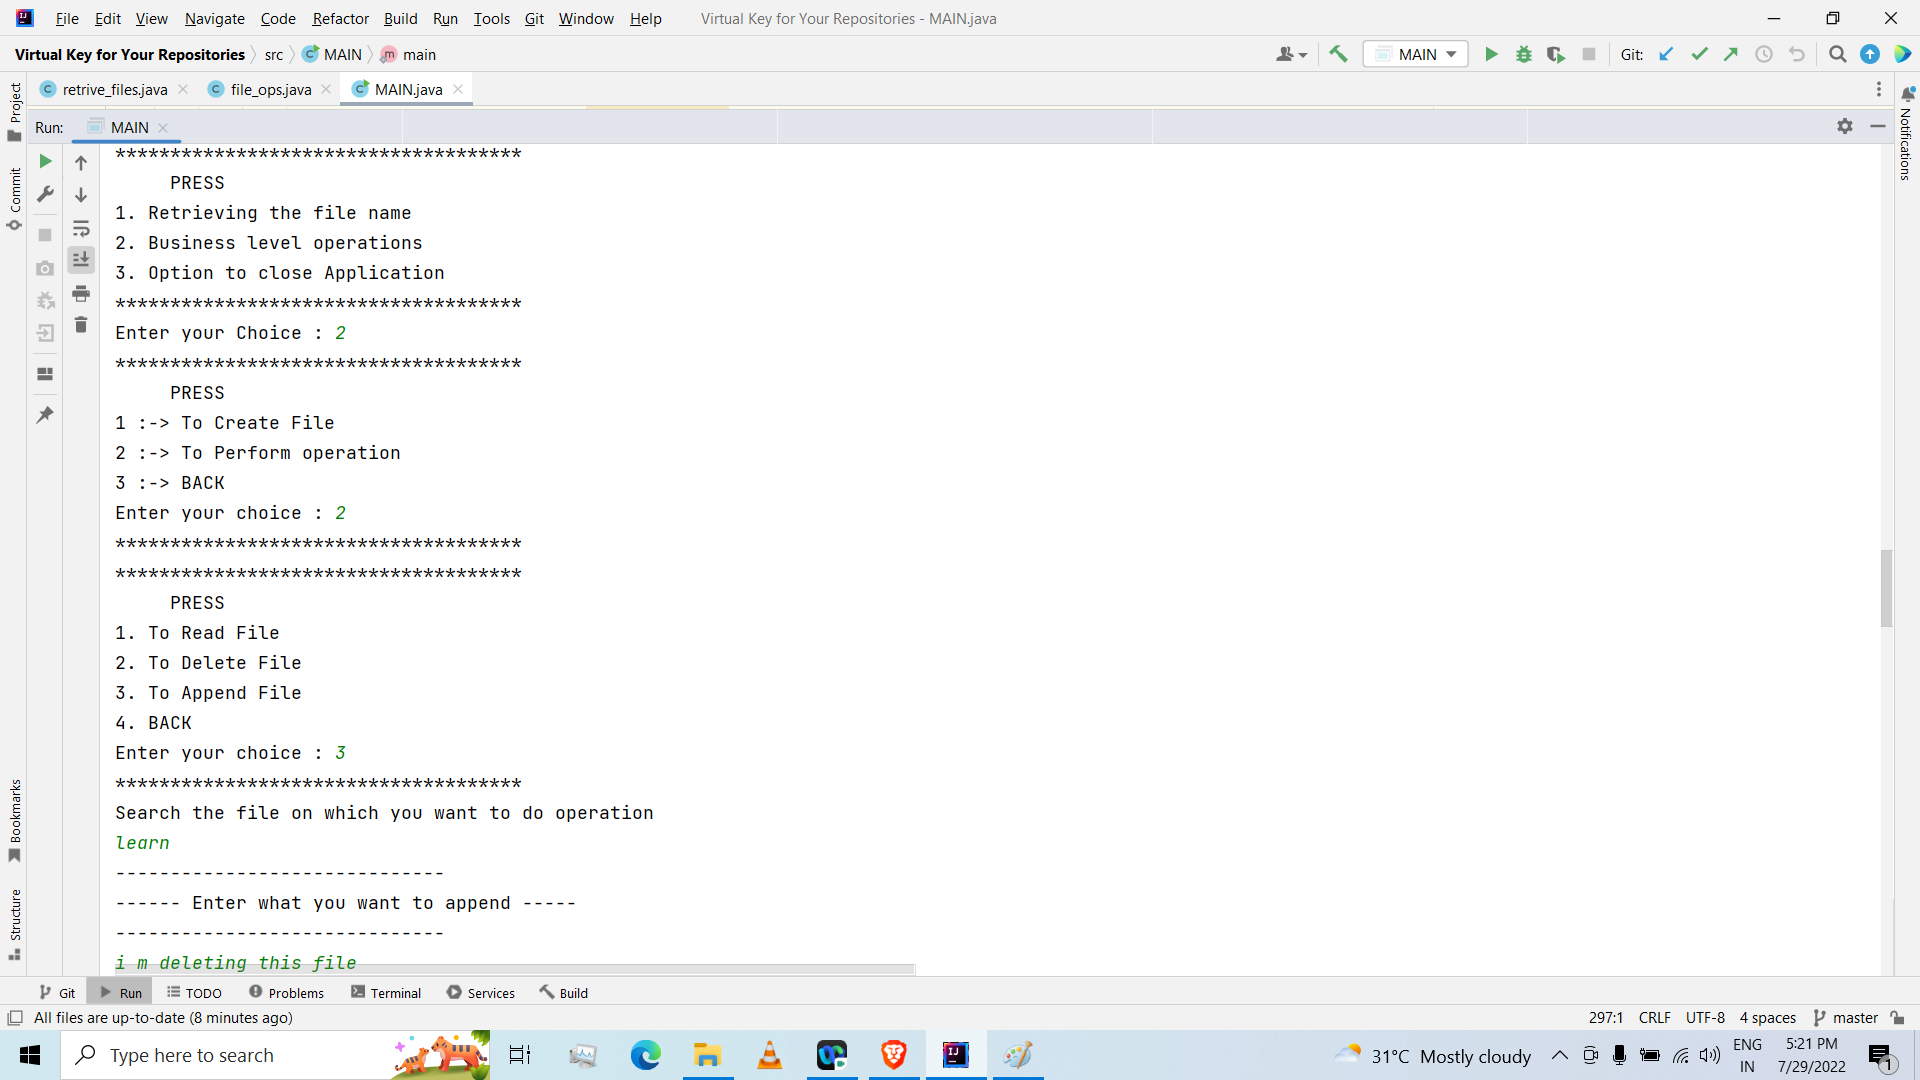 File Edit View Navigate Code Refactor Build Run Tools Git Window Help Virtual Key for Your Repositories - MAIN.java
Virtual Key for Your Repositories src MAIN main MAIN Git:
retrive_files.java file_ops.java MAIN.java
Run: MAIN
Project
Commit
Bookmarks
Structure
Notifications
*************************************
PRESS
1. Retrieving the file name
2. Business level operations
3. Option to close Application
*************************************
Enter your Choice : 2
*************************************
PRESS
1 :-> To Create File
2 :-> To Perform operation
3 :-> BACK
Enter your choice : 2
*************************************
*************************************
PRESS
1. To Read File
2. To Delete File
3. To Append File
4. BACK
Enter your choice : 3
*************************************
Search the file on which you want to do operation
learn
------------------------------
------ Enter what you want to append -----
------------------------------
i m deleting this file
Git Run TODO Problems Terminal Services Build
All files are up-to-date (8 minutes ago) 297:1 CRLF UTF-8 4 spaces master
Type here to search 31°C Mostly cloudy ENG IN 5:21 PM 7/29/2022 1